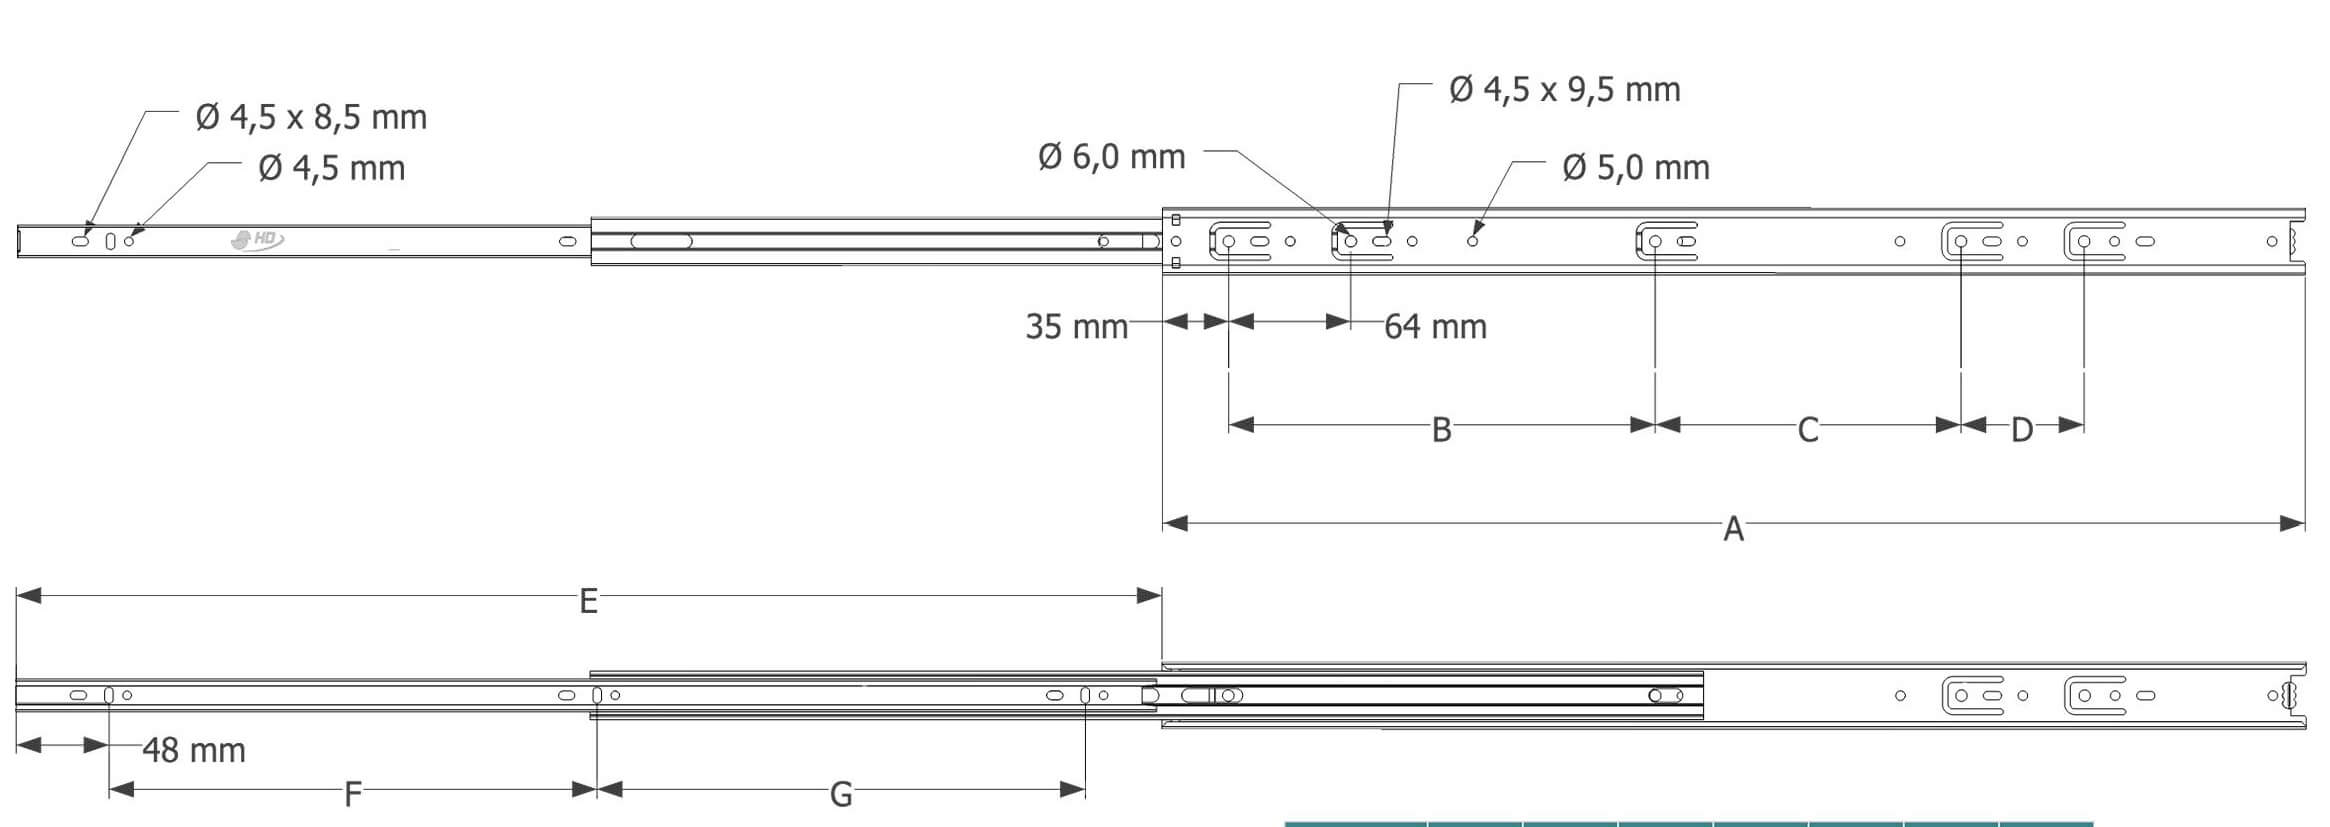 Ø 4,5 x 8,5 mm
Ø 4,5 mm
Ø 4,5 x 9,5 mm
Ø 6,0 mm
Ø 5,0 mm
HD
35 mm
64 mm
B
C
D
A
E
48 mm
F
G